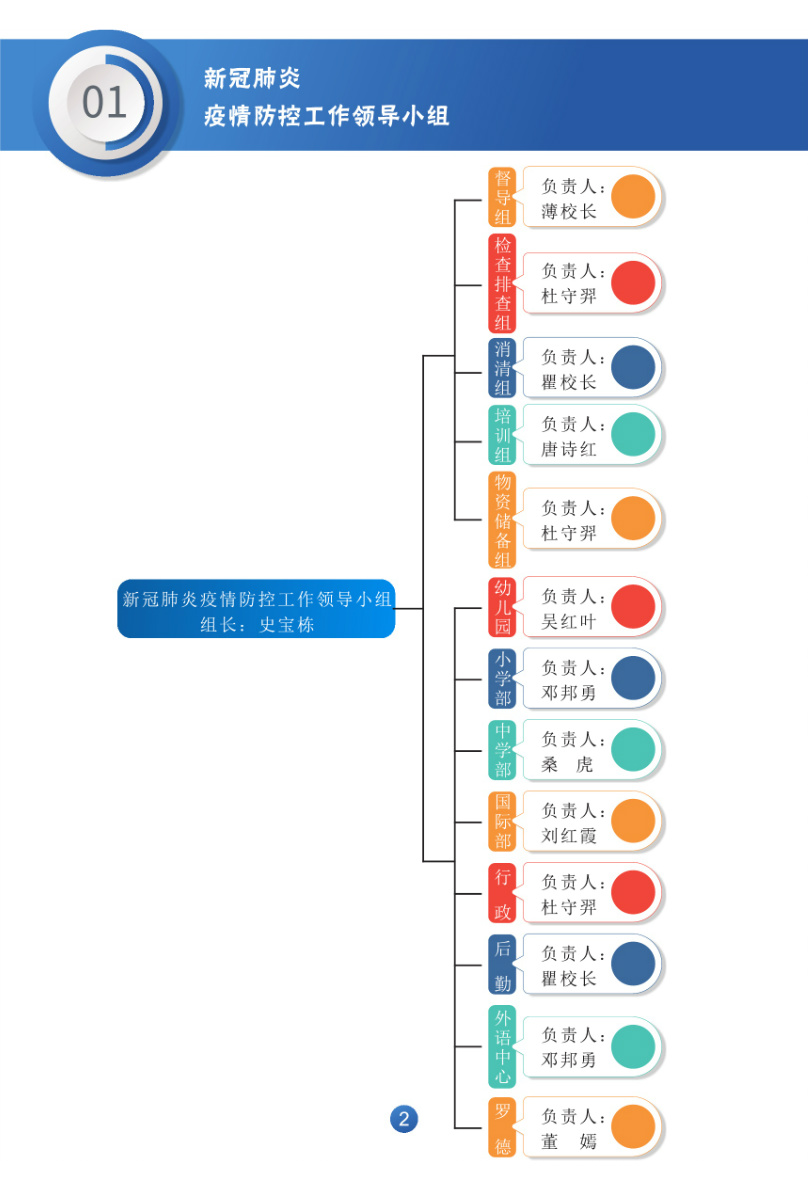 01
新冠肺炎
疫情防控工作领导小组
督导组
负责人：
薄校长
检查排查组
负责人：
杜守羿
消清组
负责人：
瞿校长
培训组
负责人：
唐诗红
物资储备组
负责人：
杜守羿
新冠肺炎疫情防控工作领导小组
组长：史宝栋
幼儿园
负责人：
吴红叶
小学部
负责人：
邓邦勇
中学部
负责人：
桑 虎
国际部
负责人：
刘红霞
行政
负责人：
杜守羿
后勤
负责人：
瞿校长
外语中心
负责人：
邓邦勇
罗德
负责人：
董 嫣
2